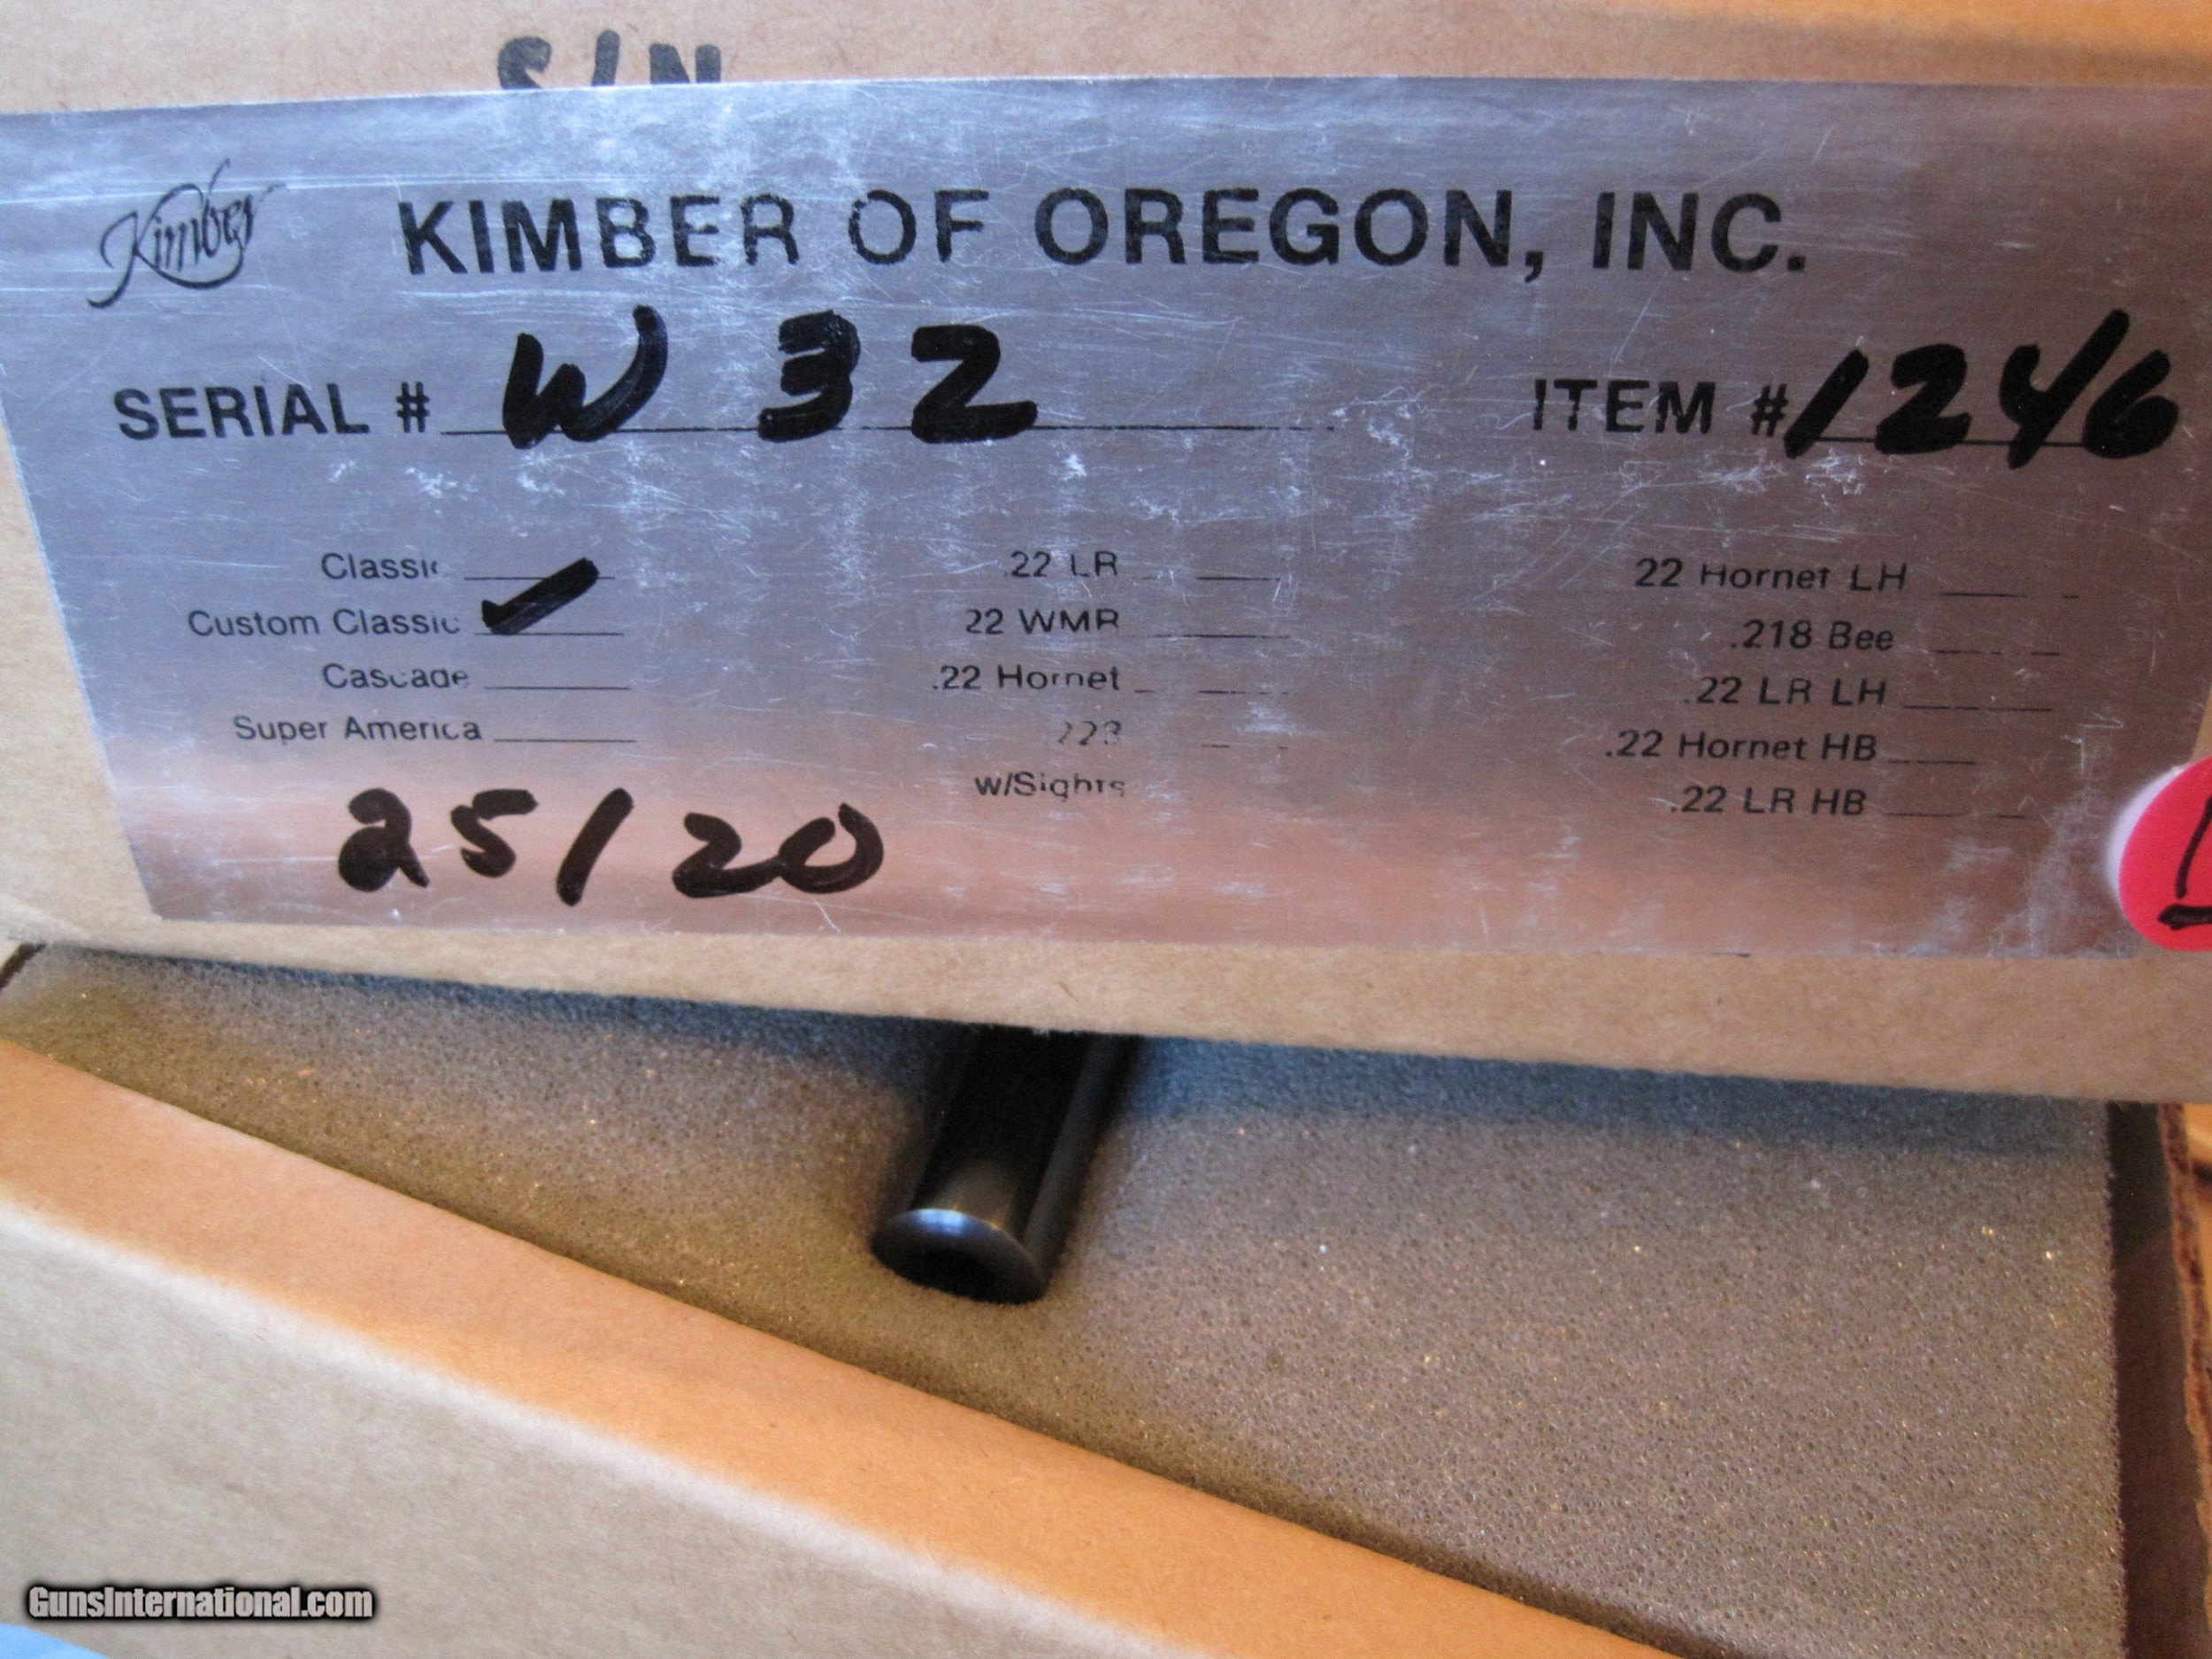 S/N
Kimber KIMBER OF OREGON, INC.
SERIAL # W 32 ITEM # 1246
Classic .22 LR 22 Hornet LH
Custom Classic 22 WMR .218 Bee
Cascade .22 Hornet .22 LR LH
Super America 223 .22 Hornet HB
w/Sights .22 LR HB
25/20
GunsInternational.com